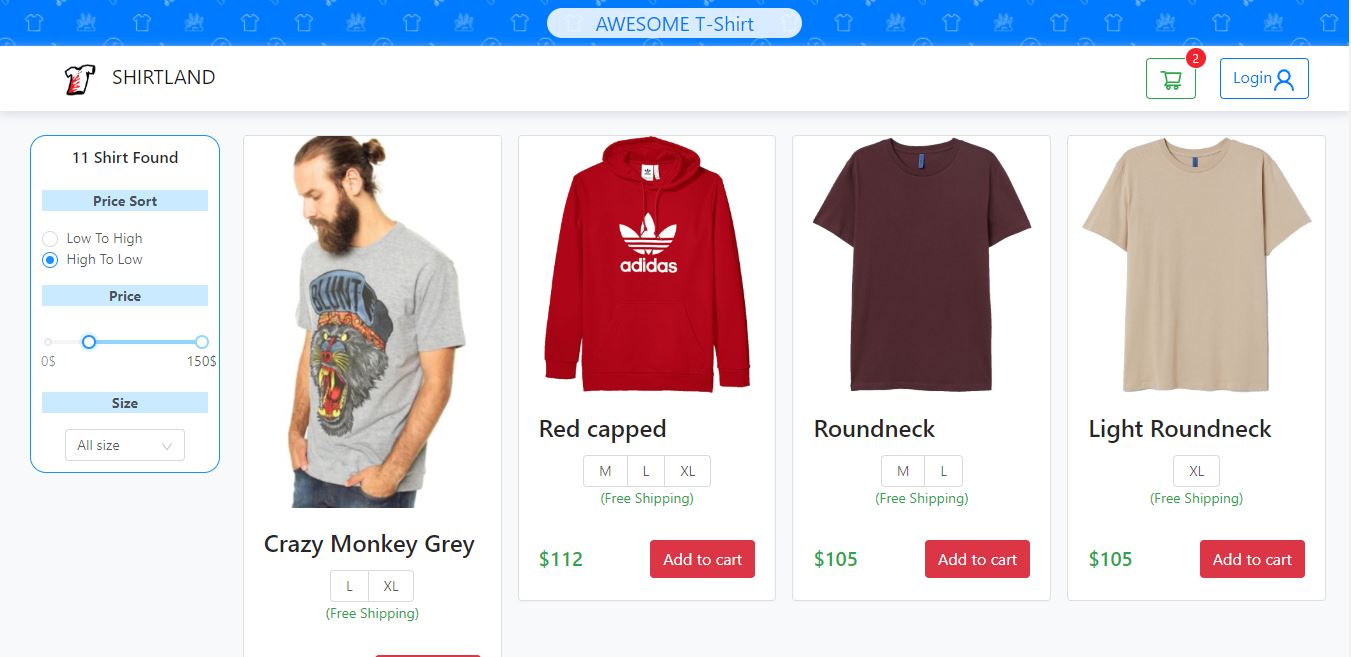 AWESOME T-Shirt
SHIRTLAND
2
Login
11 Shirt Found
Price Sort
Low To High
High To Low
Price
0$
150$
Size
All size
BLUNT
Crazy Monkey Grey
L
XL
(Free Shipping)
adidas
Red capped
M
L
XL
(Free Shipping)
$112
Add to cart
Roundneck
M
L
(Free Shipping)
$105
Add to cart
Light Roundneck
XL
(Free Shipping)
$105
Add to cart